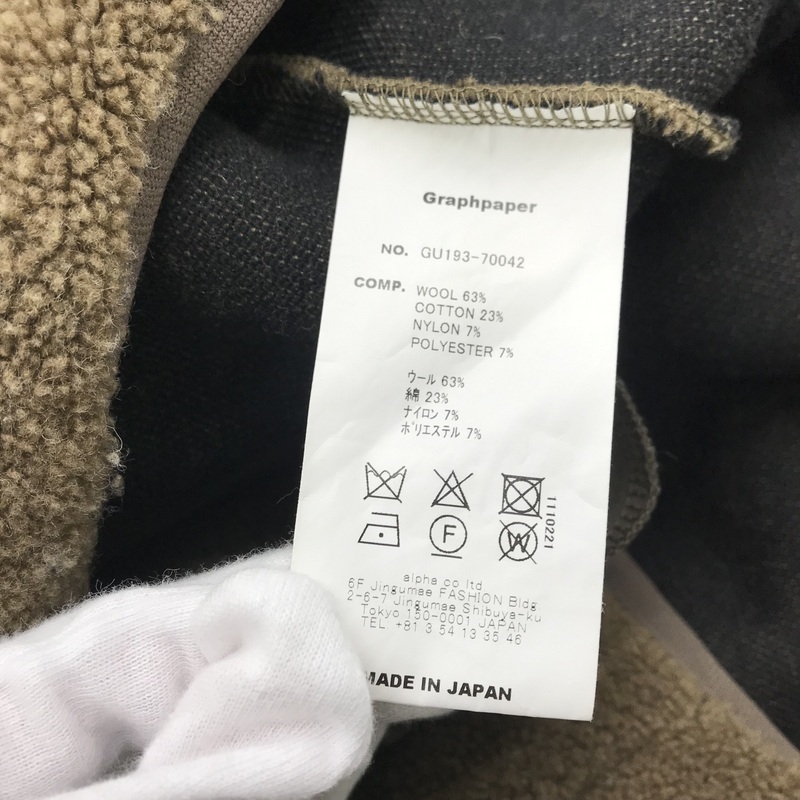 Graphpaper
NO. GU193-70042
COMP. WOOL 63%
COTTON 23%
NYLON 7%
POLYESTER 7%
ウール 63%
綿 23%
ナイロン 7%
ポリエステル 7%
1110221
F
W
alpha co ltd
6F Jingumae FASHION Bldg
2-6-7 Jingumae Shibuya-ku
Tokyo 150-0001 JAPAN
TEL +81 3 54 13 35 46
MADE IN JAPAN